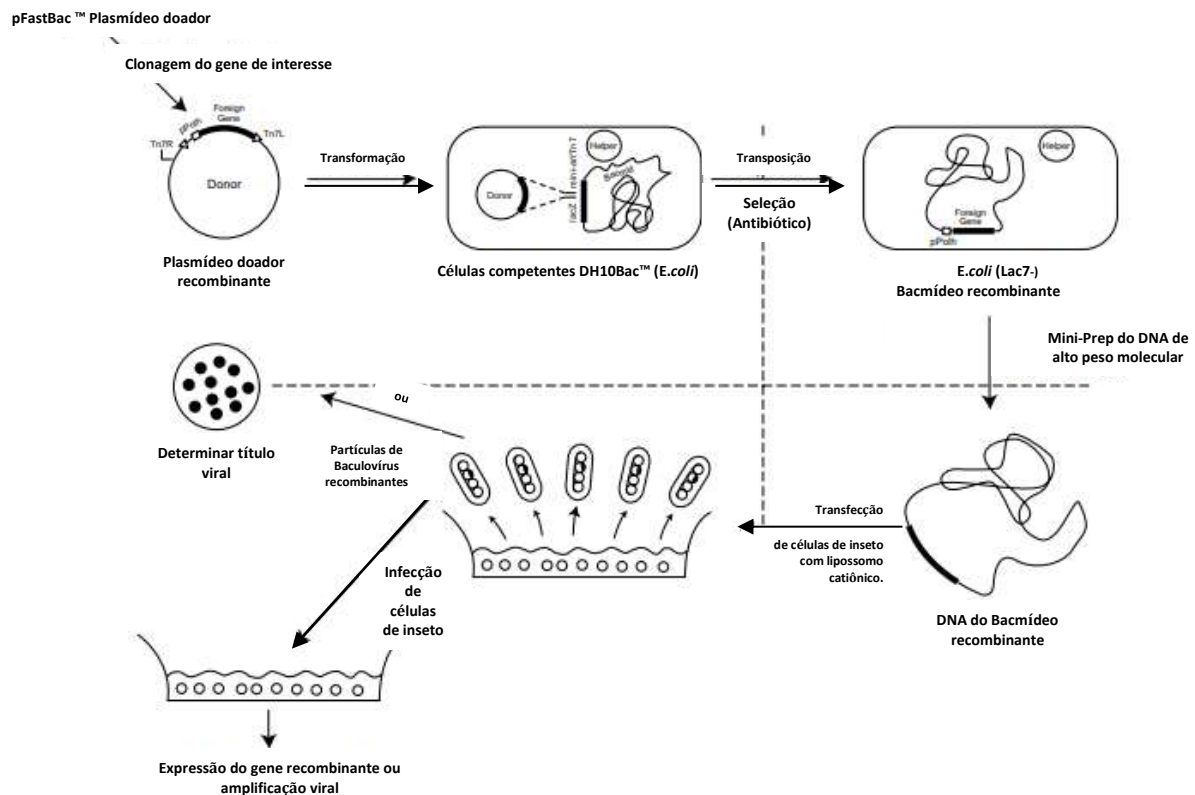 pFastBac ™ Plasmídeo doador
Clonagem do gene de interesse
Foreign
Gene
pPolh
Tn7R
Tn7L
Donor
Plasmídeo doador
recombinante
Transformação
Helper
Donor
lacZ
mini-attTn7
Bacmid
Células competentes DH10Bac™ (E.coli)
Transposição
Seleção
(Antibiótico)
Helper
Foreign
Gene
pPolh
E.coli (Lac7-)
Bacmídeo recombinante
Mini-Prep do DNA de
alto peso molecular
ou
Determinar título
viral
Partículas de
Baculovírus
recombinantes
Transfecção
de células de inseto
com lipossomo
catiônico.
DNA do Bacmídeo
recombinante
Infecção
de
células
de inseto
Expressão do gene recombinante ou
amplificação viral